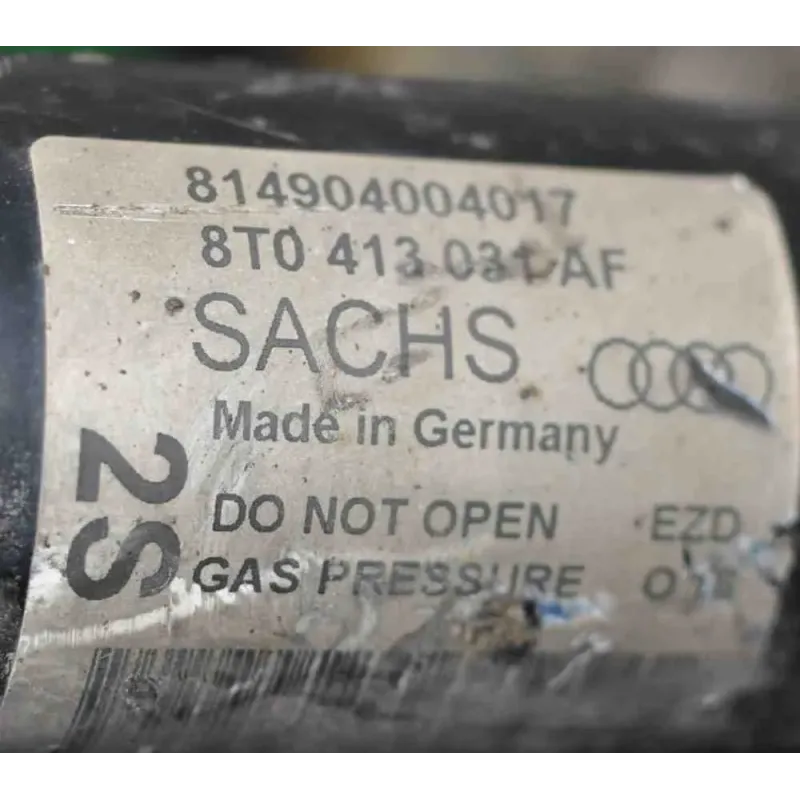 814904004017
8T0 413 031 AF
SACHS
Made in Germany
2S
DO NOT OPEN EZD
GAS PRESSURE